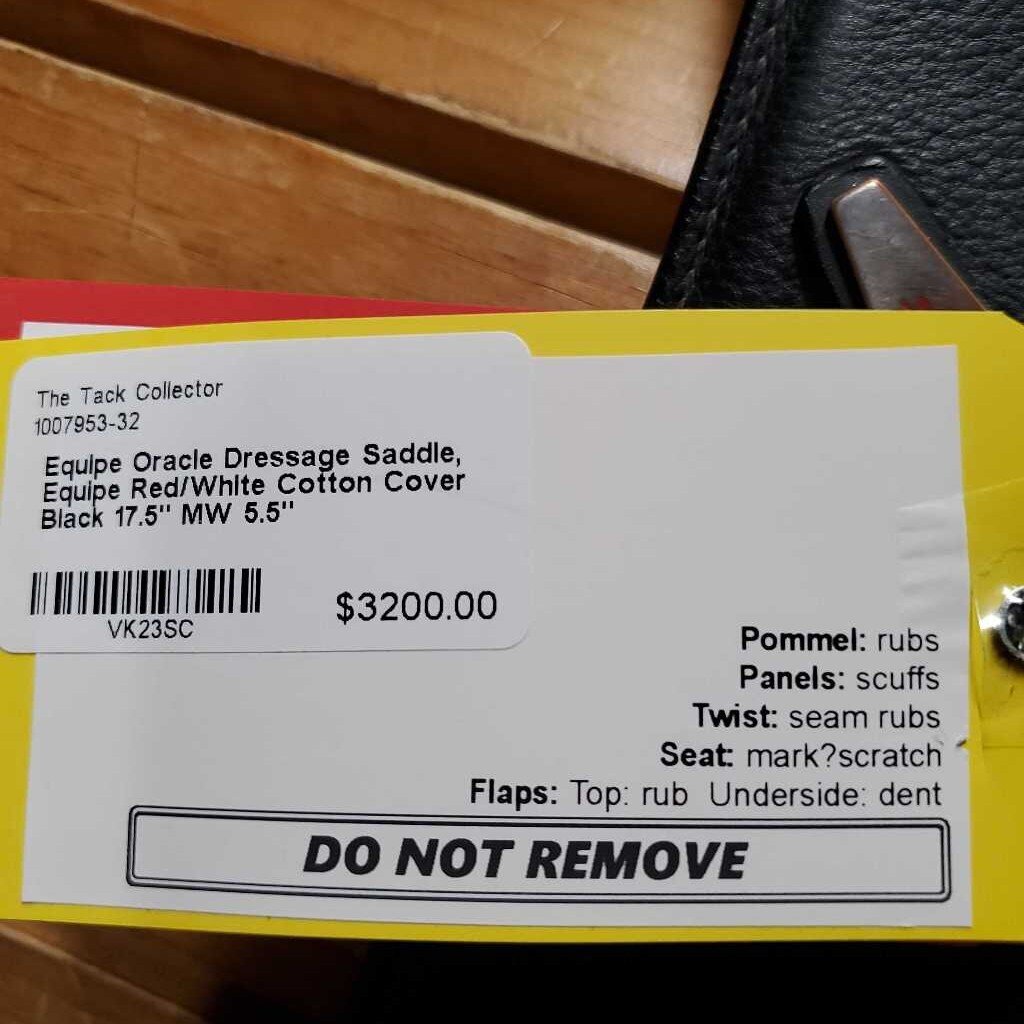 The Tack Collector
1007953-32
Equipe Oracle Dressage Saddle,
Equipe Red/White Cotton Cover
Black 17.5" MW 5.5"
VK23SC
$3200.00
Pommel: rubs
Panels: scuffs
Twist: seam rubs
Seat: mark?scratch
Flaps: Top: rub Underside: dent
DO NOT REMOVE